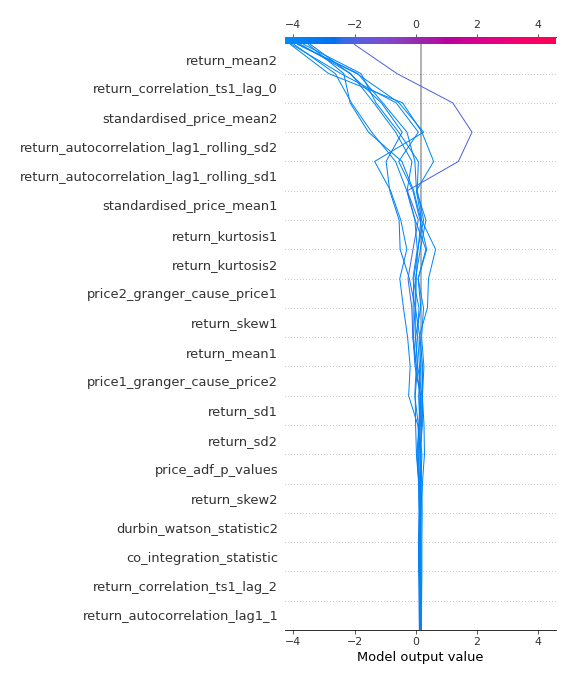 −4 −2 0 2 4
return_mean2
return_correlation_ts1_lag_0
standardised_price_mean2
return_autocorrelation_lag1_rolling_sd2
return_autocorrelation_lag1_rolling_sd1
standardised_price_mean1
return_kurtosis1
return_kurtosis2
price2_granger_cause_price1
return_skew1
return_mean1
price1_granger_cause_price2
return_sd1
return_sd2
price_adf_p_values
return_skew2
durbin_watson_statistic2
co_integration_statistic
return_correlation_ts1_lag_2
return_autocorrelation_lag1_1
−4 −2 0 2 4
Model output value